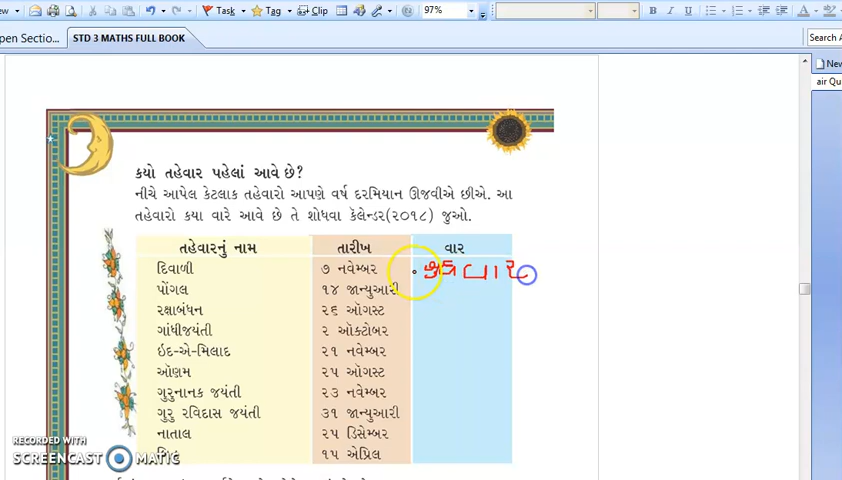 Task
Tag
Clip
97%
B I U
A
pen Sectio...
STD 3 MATHS FULL BOOK
Search A
New
air Qu
કયો તહેવાર પહેલાં આવે છે?
નીચે આપેલ કેટલાક તહેવારો આપણે વર્ષ દરમિયાન ઊજવીએ છીએ. આ
તહેવારો કયા વારે આવે છે તે શોધવા કૅલેન્ડર(૨૦૧૮) જુઓ.
તહેવારનું નામ તારીખ વાર
દિવાળી ૭ નવેમ્બર
પોંગલ ૧૪ જાન્યુઆરી
રક્ષાબંધન ૨૬ ઑગસ્ટ
ગાંધીજયંતી ૨ ઑક્ટોબર
ઇદ-એ-મિલાદ ૨૧ નવેમ્બર
ઓણમ ૨૫ ઑગસ્ટ
ગુરુનાનક જયંતી ૨૩ નવેમ્બર
ગુરુ રવિદાસ જયંતી ૩૧ જાન્યુઆરી
નાતાલ ૨૫ ડિસેમ્બર
૧૫ એપ્રિલ
RECORDED WITH
SCREENCAST MATIC